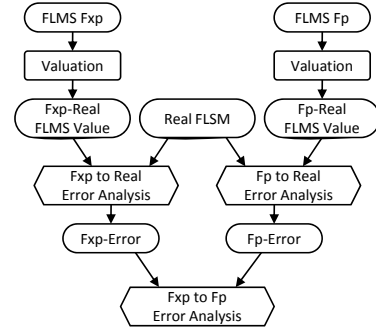 FLMS Fxp
FLMS Fp
Valuation
Valuation
Fxp-Real
FLMS Value
Real FLSM
Fp-Real
FLMS Value
Fxp to Real
Error Analysis
Fp to Real
Error Analysis
Fxp-Error
Fp-Error
Fxp to Fp
Error Analysis